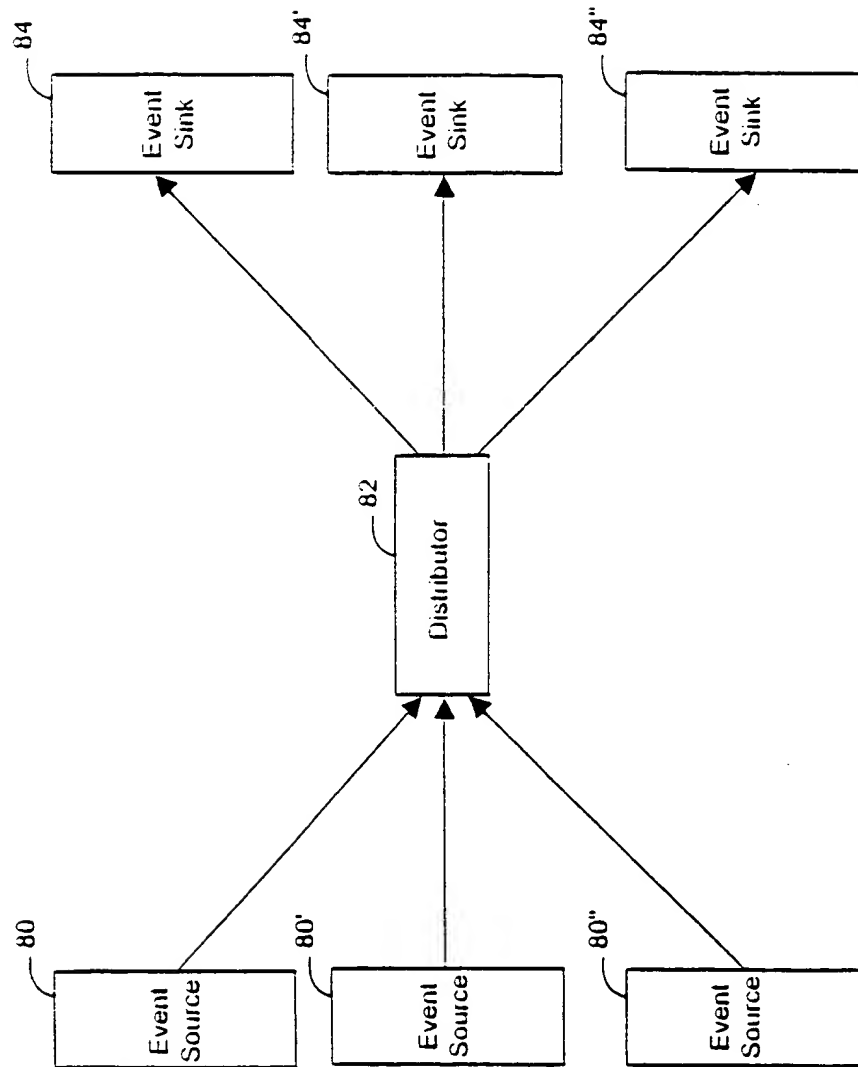 84
Event
Sink
84'
Event
Sink
84"
Event
Sink
82
Distributor
80
Event
Source
80'
Event
Source
80"
Event
Source